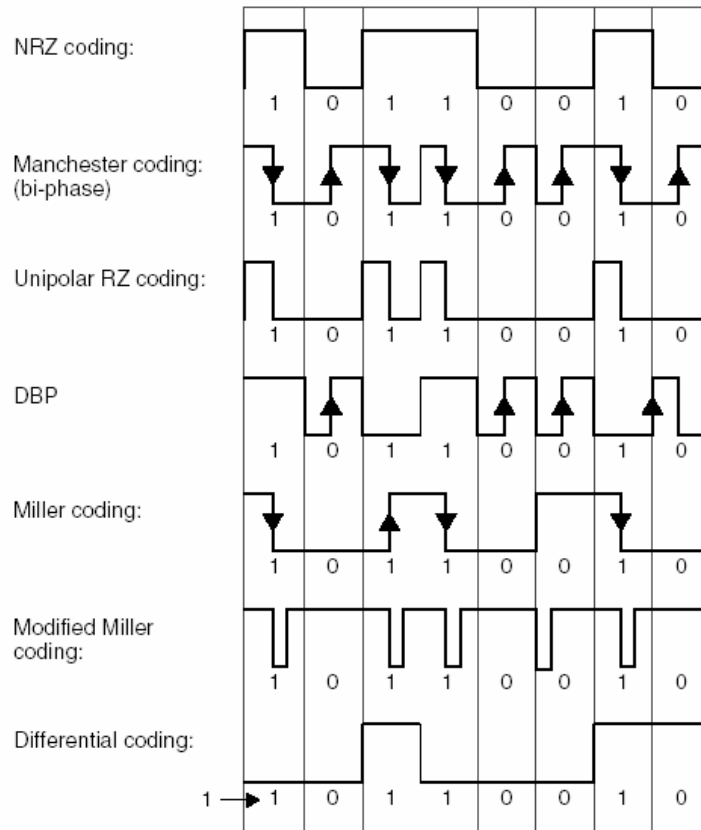 NRZ coding:
1 0 1 1 0 0 1 0
Manchester coding:
(bi-phase)
1 0 1 1 0 0 1 0
Unipolar RZ coding:
1 0 1 1 0 0 1 0
DBP
1 0 1 1 0 0 1 0
Miller coding:
1 0 1 1 0 0 1 0
Modified Miller
coding:
1 0 1 1 0 0 1 0
Differential coding:
1 1 0 1 1 0 0 1 0